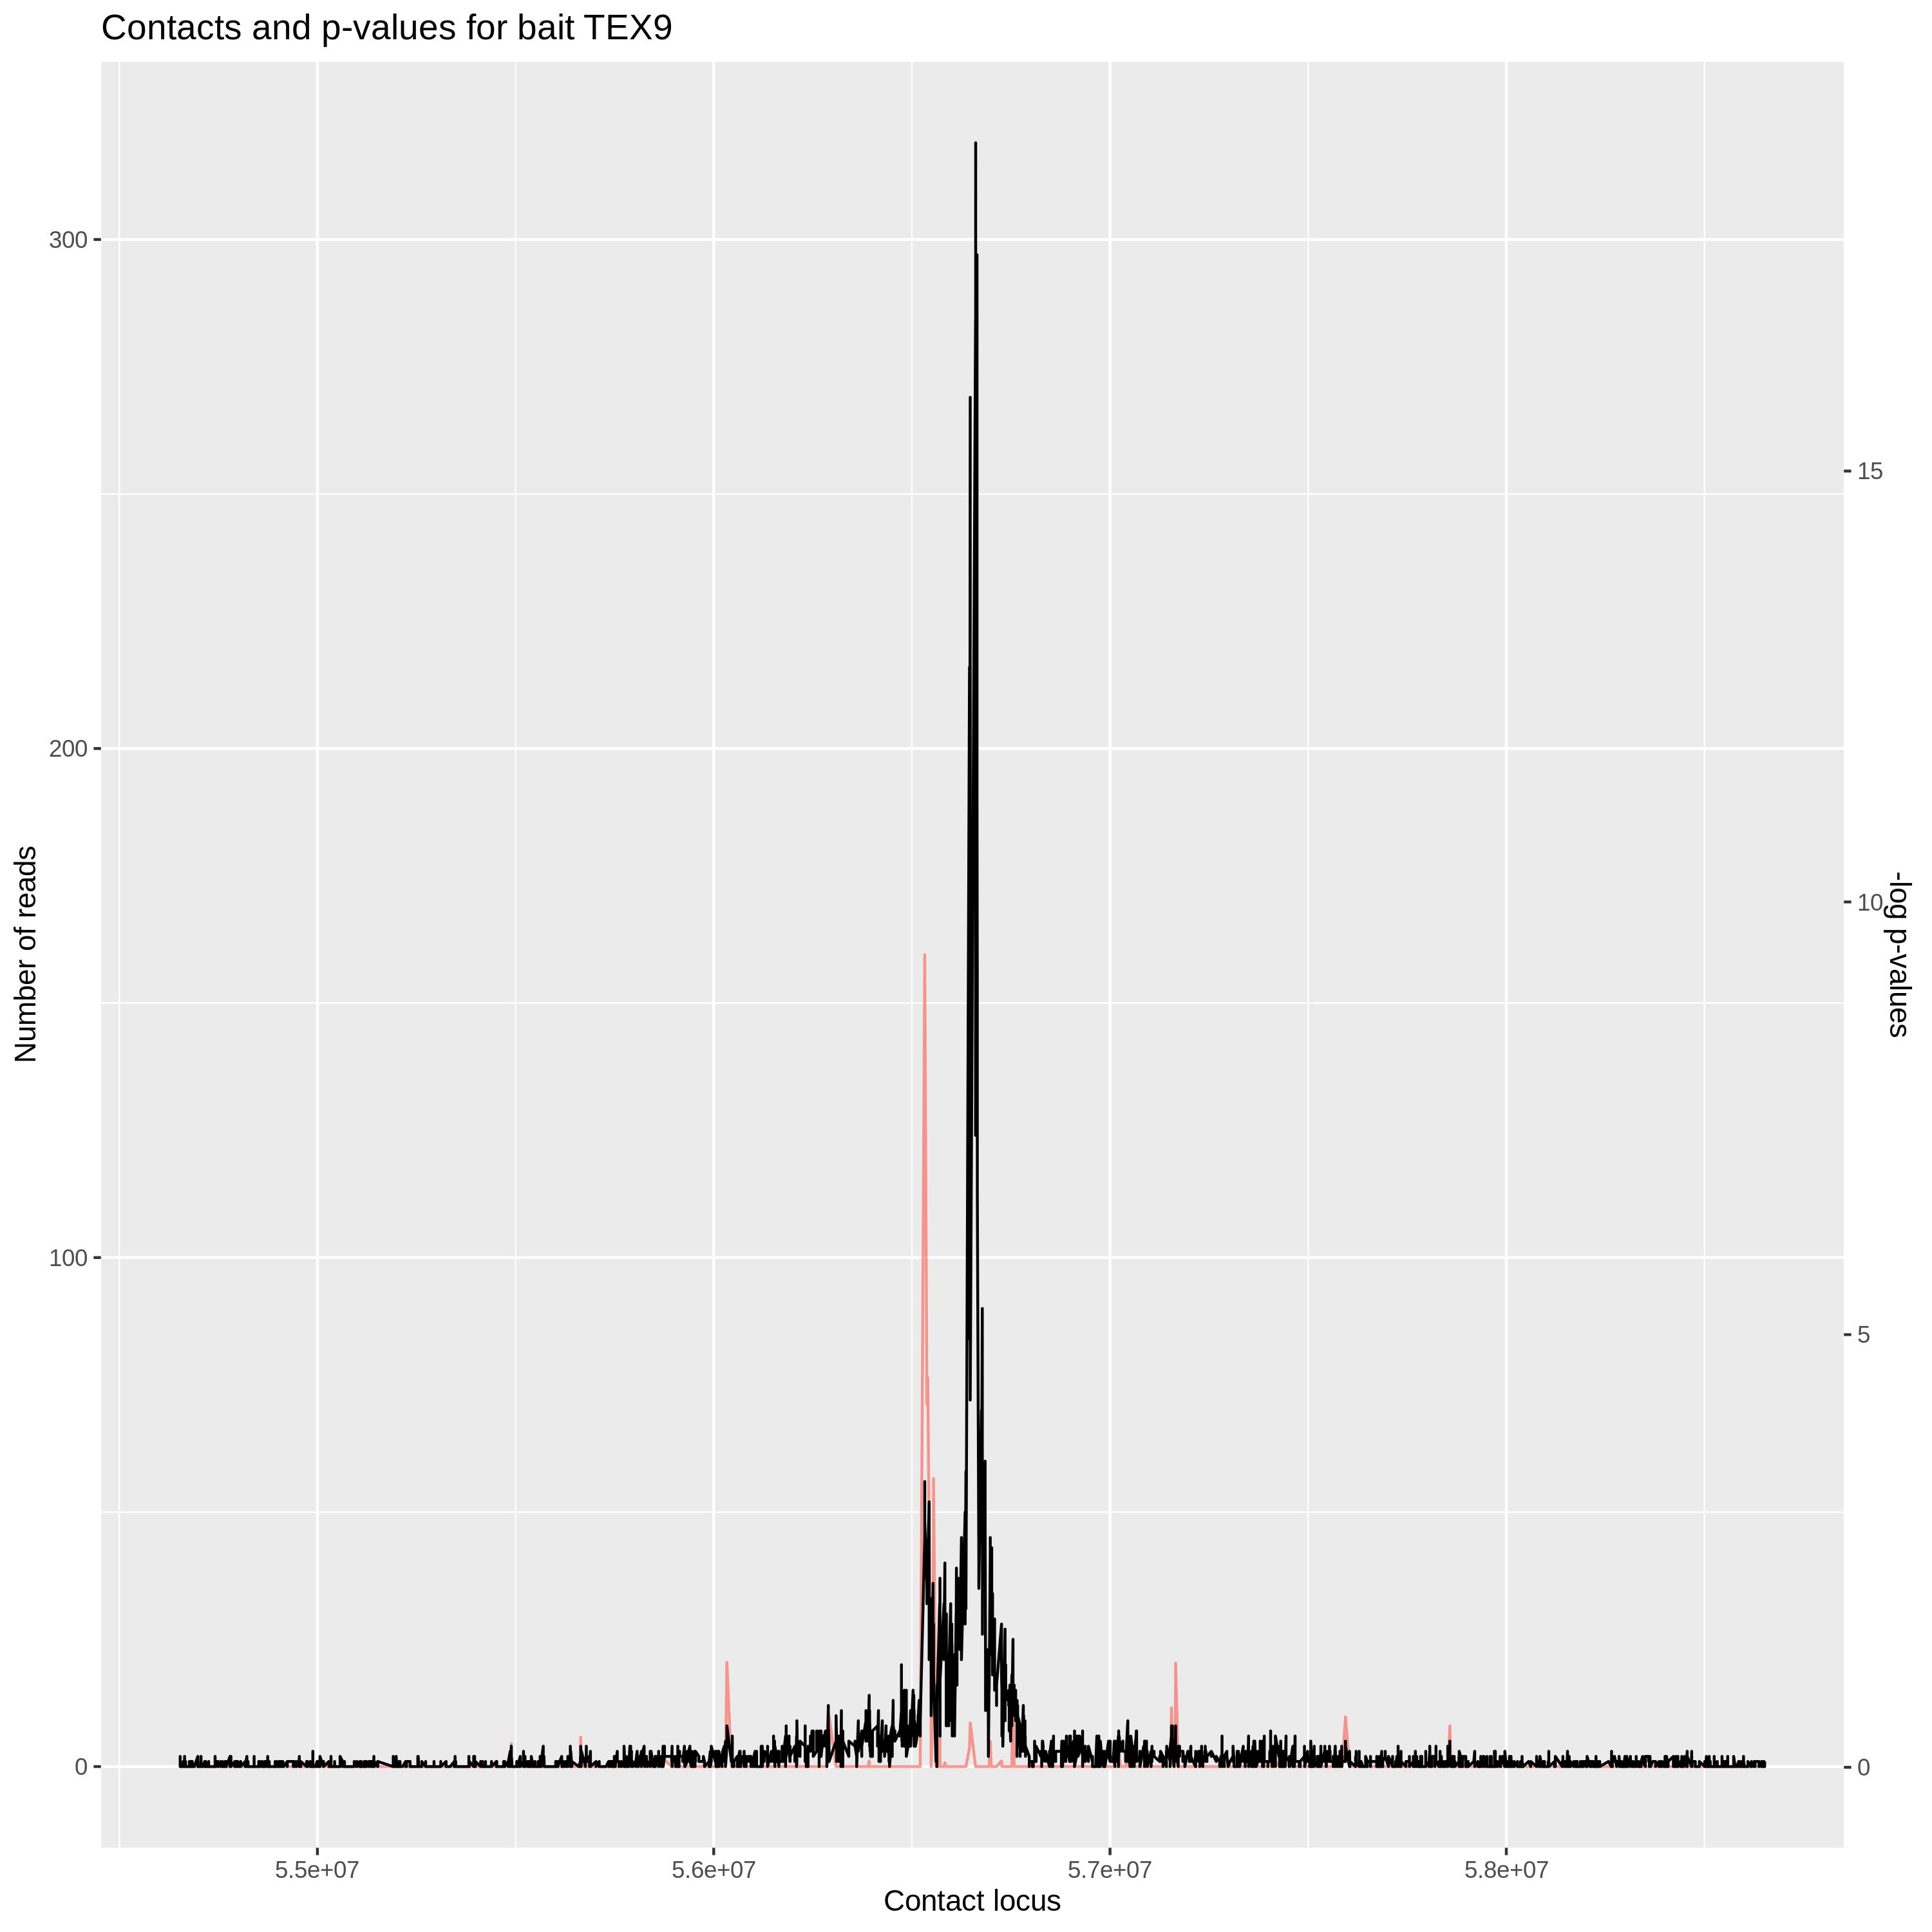 Contacts and p-values for bait TEX9
Number of reads
300
200
100
0
15
10
5
0
-log p-values
5.5e+07 5.6e+07 5.7e+07 5.8e+07
Contact locus